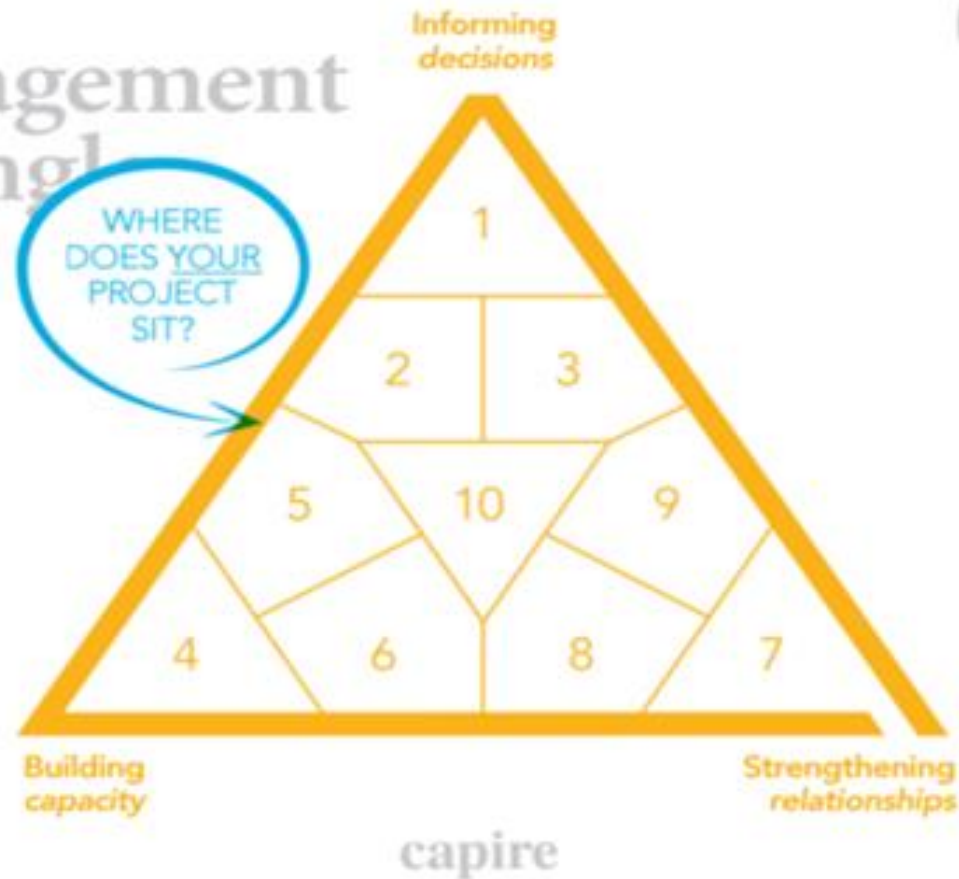 Informing
decisions
agement
WHERE
DOES YOUR
PROJECT
SIT?
1
2
3
5
10
9
4
6
8
7
Building
capacity
Strengthening
relationships
capire